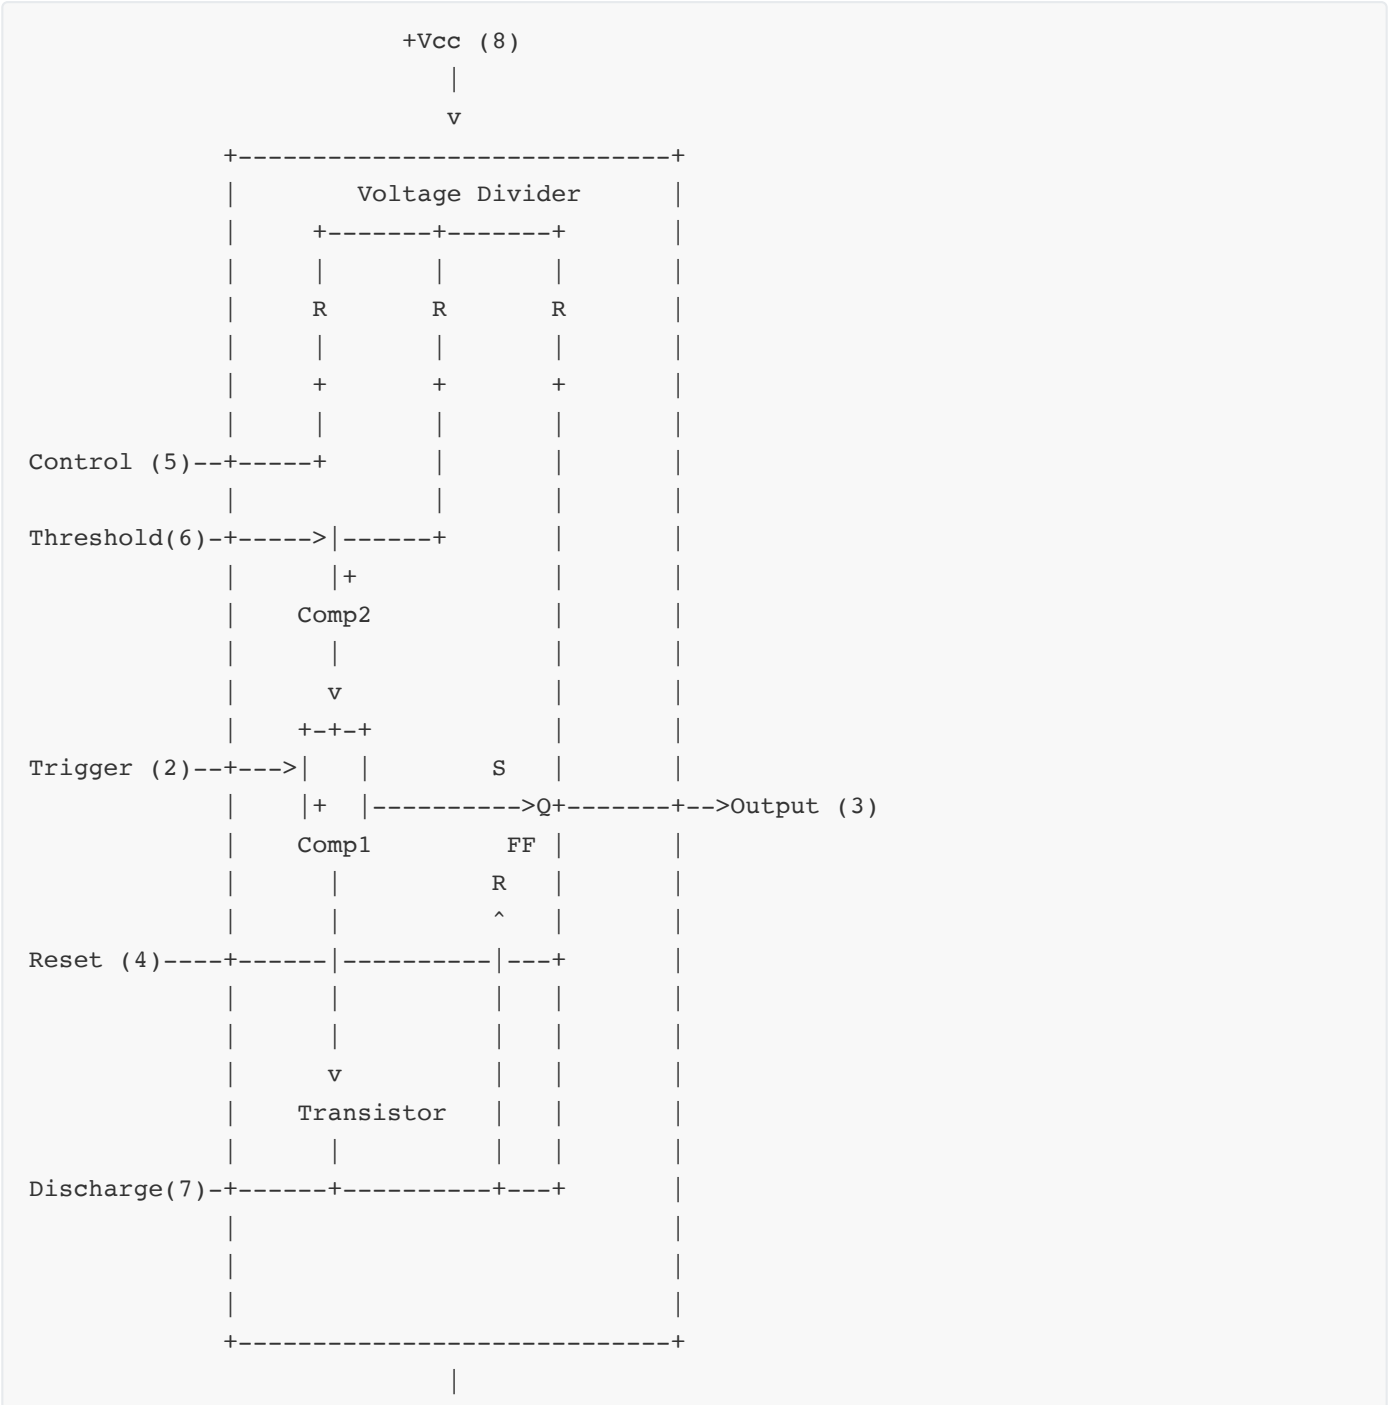 +Vcc (8)
                            |
                            v
             +-----------------------------+
             |        Voltage Divider      |
             |     +-------+-------+       |
             |     |       |       |       |
             |     R       R       R       |
             |     |       |       |       |
             |     +       +       +       |
             |     |       |       |       |
Control (5)--+-----+       |       |       |
             |             |       |       |
Threshold(6)-+----->|------+       |       |
             |      |+             |       |
             |    Comp2            |       |
             |      |              |       |
             |      v              |       |
             |    +-+-+            |       |
Trigger (2)--+--->|   |        S   |       |
             |    |+  |---------->Q+-------+-->Output (3)
             |    Comp1         FF |       |
             |      |          R   |       |
             |      |          ^   |       |
Reset (4)----+------|----------|---+       |
             |      |          |   |       |
             |      |          |   |       |
             |      v          |   |       |
             |    Transistor   |   |       |
             |      |          |   |       |
Discharge(7)-+------+----------+---+       |
             |                             |
             |                             |
             |                             |
             +-----------------------------+
                            |